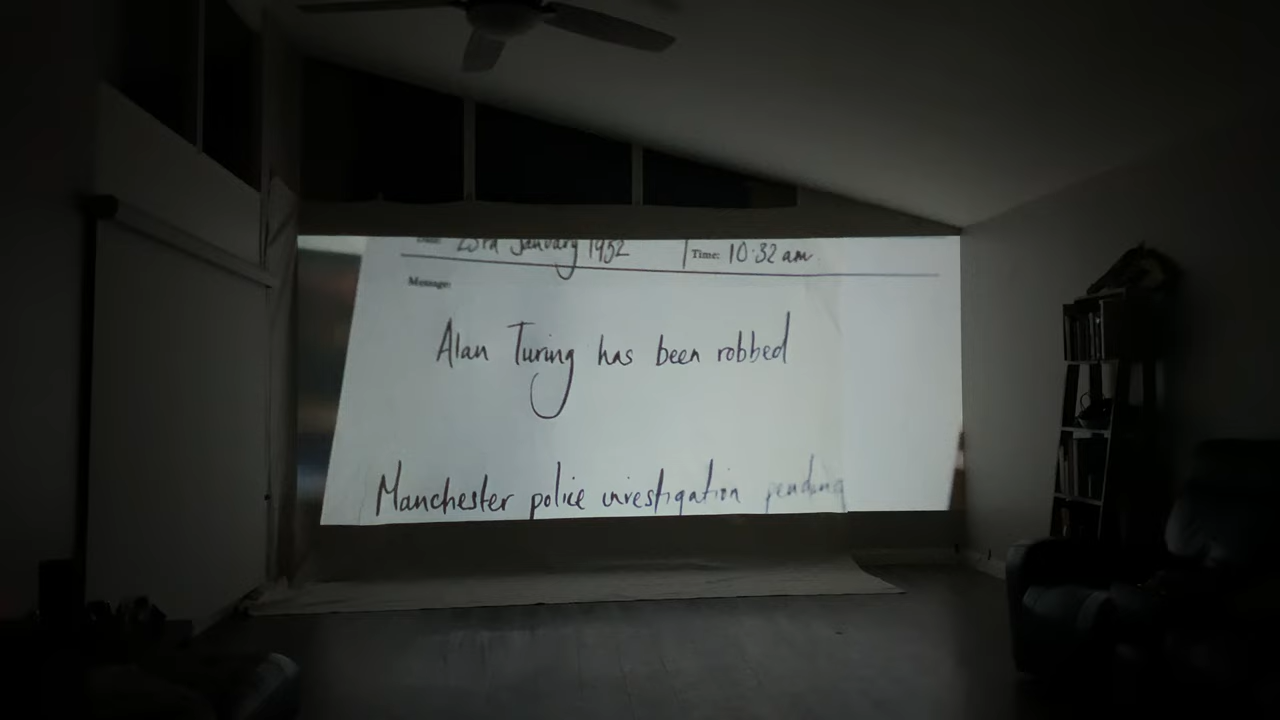 Date: 23rd January 1952 Time: 10:32 am
Message:
Alan Turing has been robbed
Manchester police investigation pending